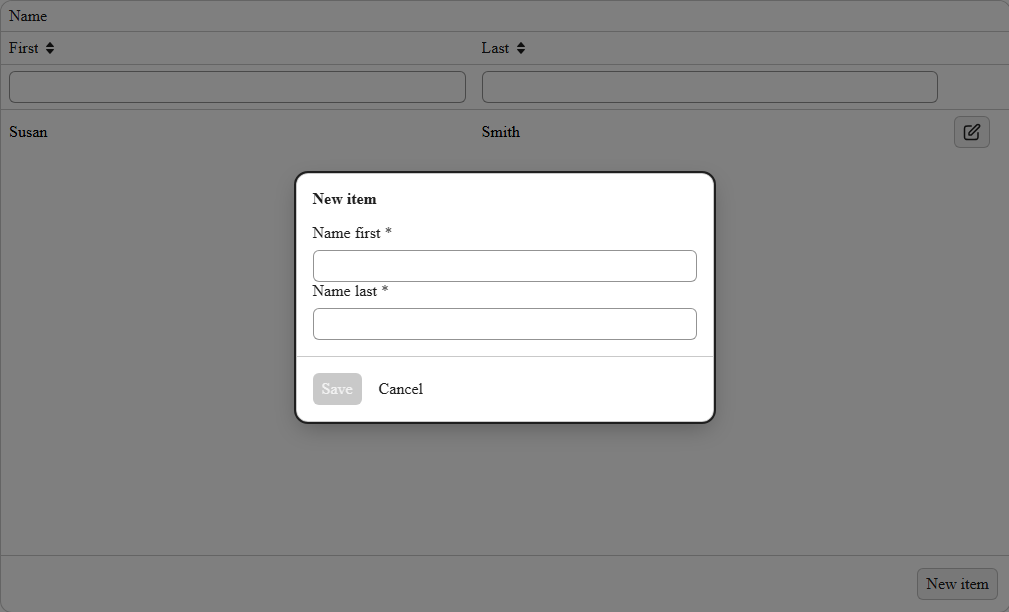 Name
First Last
Susan Smith
New item
Name first *
Name last *
Save Cancel
New item